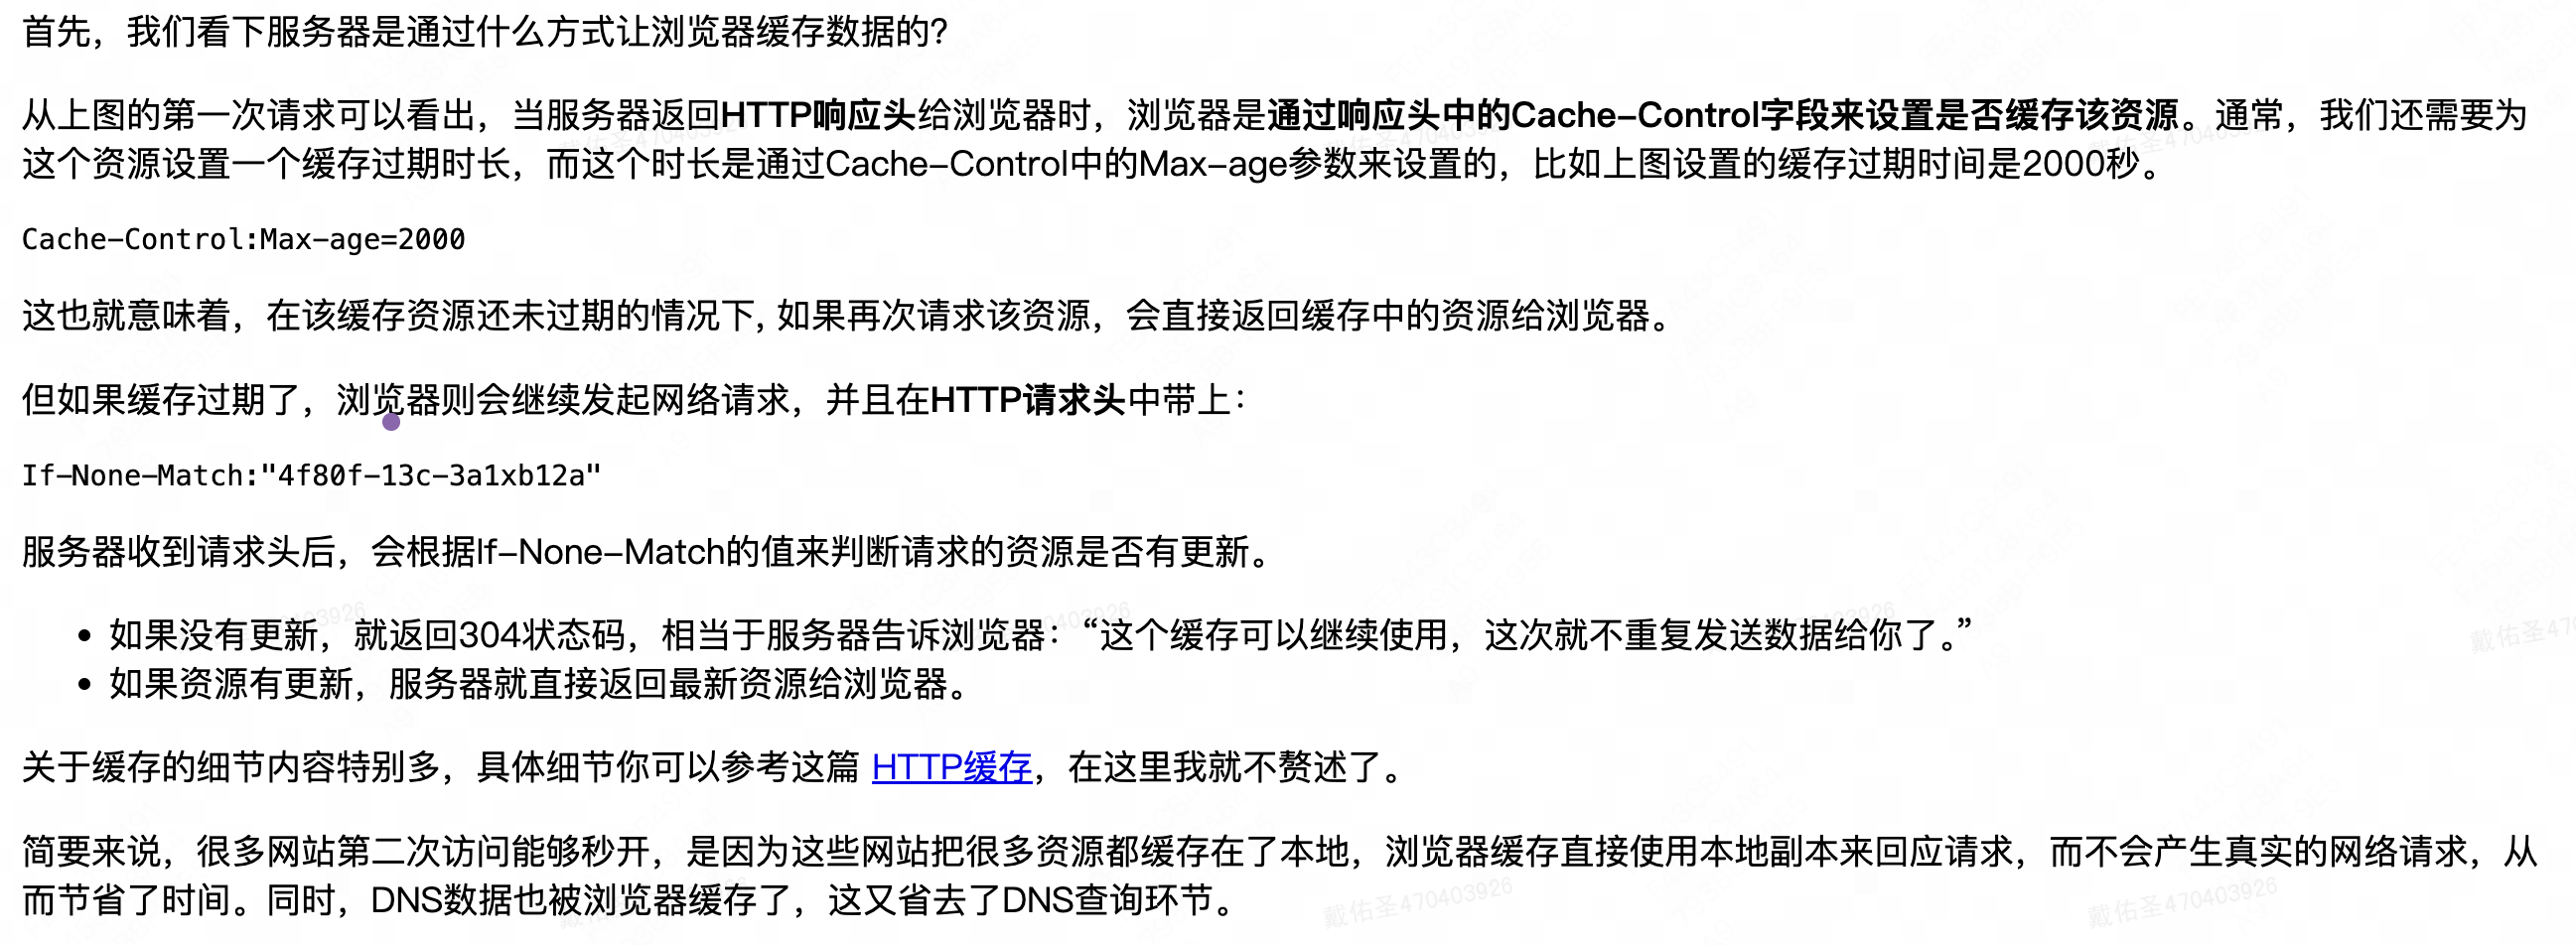 首先，我们看下服务器是通过什么方式让浏览器缓存数据的？
从上图的第一次请求可以看出，当服务器返回HTTP响应头给浏览器时，浏览器是通过响应头中的Cache-Control字段来设置是否缓存该资源。通常，我们还需要为
这个资源设置一个缓存过期时长，而这个时长是通过Cache-Control中的Max-age参数来设置的，比如上图设置的缓存过期时间是2000秒。
Cache-Control:Max-age=2000
这也就意味着，在该缓存资源还未过期的情况下, 如果再次请求该资源，会直接返回缓存中的资源给浏览器。
但如果缓存过期了，浏览器则会继续发起网络请求，并且在HTTP请求头中带上：
If-None-Match:"4f80f-13c-3a1xb12a"
服务器收到请求头后，会根据If-None-Match的值来判断请求的资源是否有更新。
• 如果没有更新，就返回304状态码，相当于服务器告诉浏览器：“这个缓存可以继续使用，这次就不重复发送数据给你了。”
• 如果资源有更新，服务器就直接返回最新资源给浏览器。
关于缓存的细节内容特别多，具体细节你可以参考这篇 HTTP缓存，在这里我就不赘述了。
简要来说，很多网站第二次访问能够秒开，是因为这些网站把很多资源都缓存在了本地，浏览器缓存直接使用本地副本来回应请求，而不会产生真实的网络请求，从
而节省了时间。同时，DNS数据也被浏览器缓存了，这又省去了DNS查询环节。
戴佑圣470403926
戴佑圣470403926